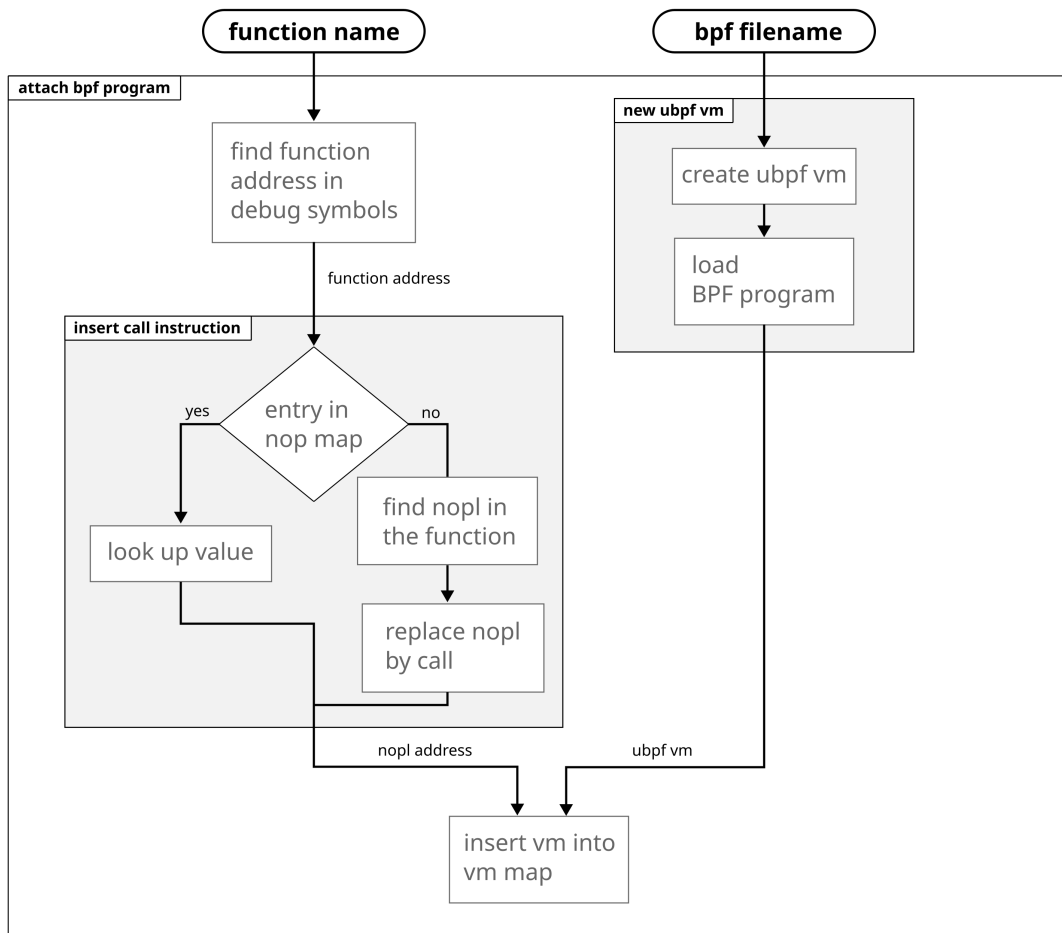 function name
bpf filename
attach bpf program
new ubpf vm
find function
address in
debug symbols
create ubpf vm
load
BPF program
function address
insert call instruction
entry in
nop map
yes
no
find nopl in
the function
look up value
replace nopl
by call
nopl address
ubpf vm
insert vm into
vm map